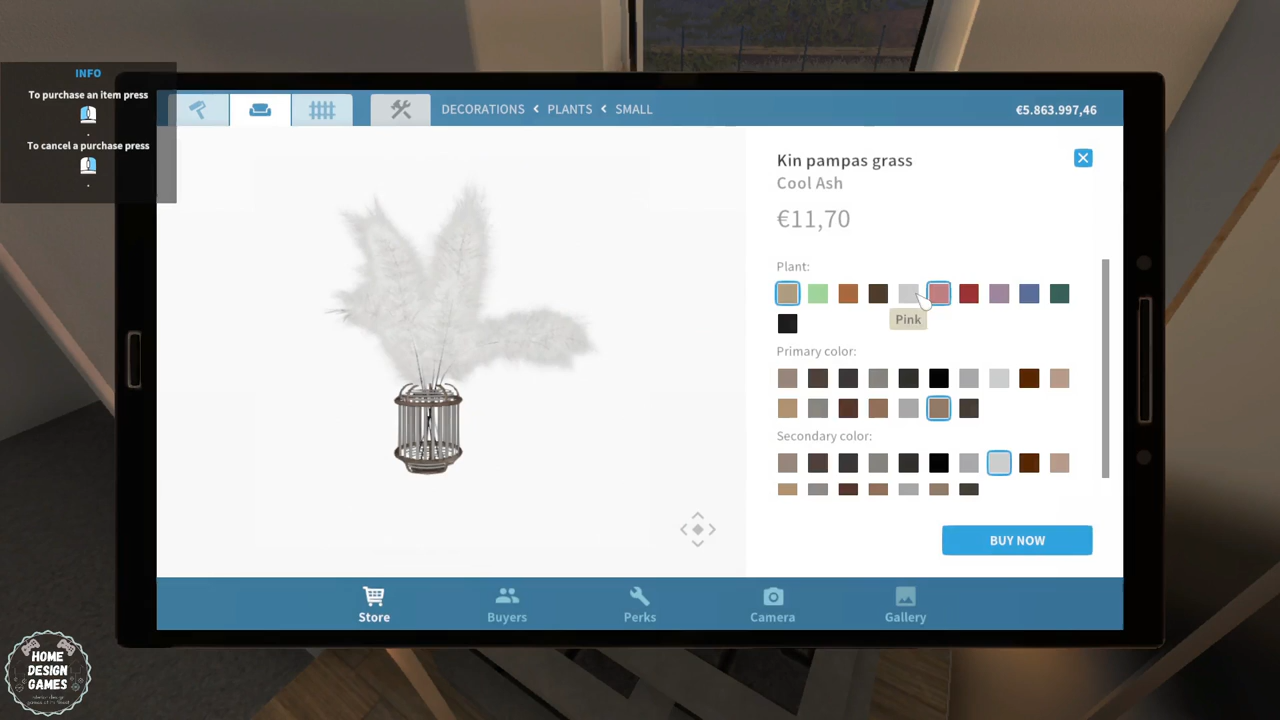 INFO
To purchase an item press
.
To cancel a purchase press
.
DECORATIONS < PLANTS < SMALL
€5.863.997,46
Kin pampas grass
Cool Ash
€11,70
Plant:
Pink
Primary color:
Secondary color:
BUY NOW
Store
Buyers
Perks
Camera
Gallery
HOME
DESIGN
GAMES